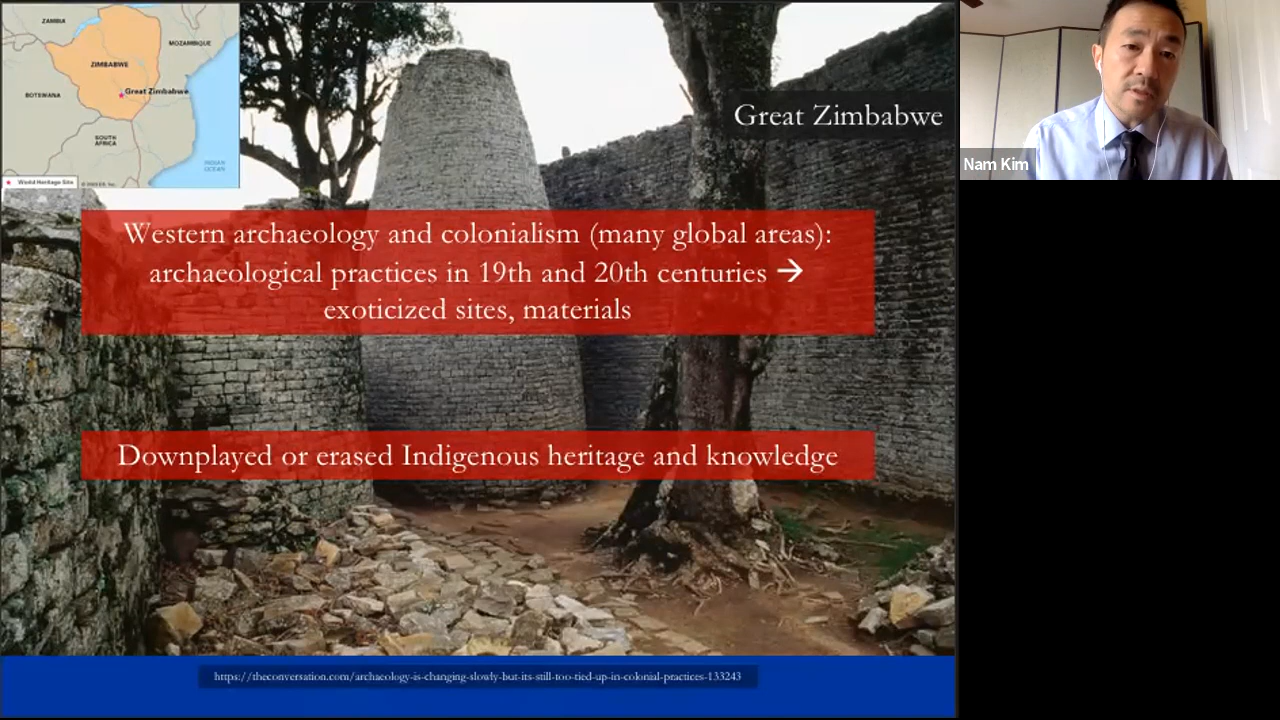 ZAMBIA
MOZAMBIQUE
ZIMBABWE
BOTSWANA
Great Zimbabwe
SOUTH
AFRICA
INDIAN
OCEAN
World Heritage Site
Great Zimbabwe
Nam Kim
Western archaeology and colonialism (many global areas):
archaeological practices in 19th and 20th centuries →
exoticized sites, materials
Downplayed or erased Indigenous heritage and knowledge
https://theconversation.com/archaeology-is-changing-slowly-but-its-still-too-tied-up-in-colonial-practices-133243